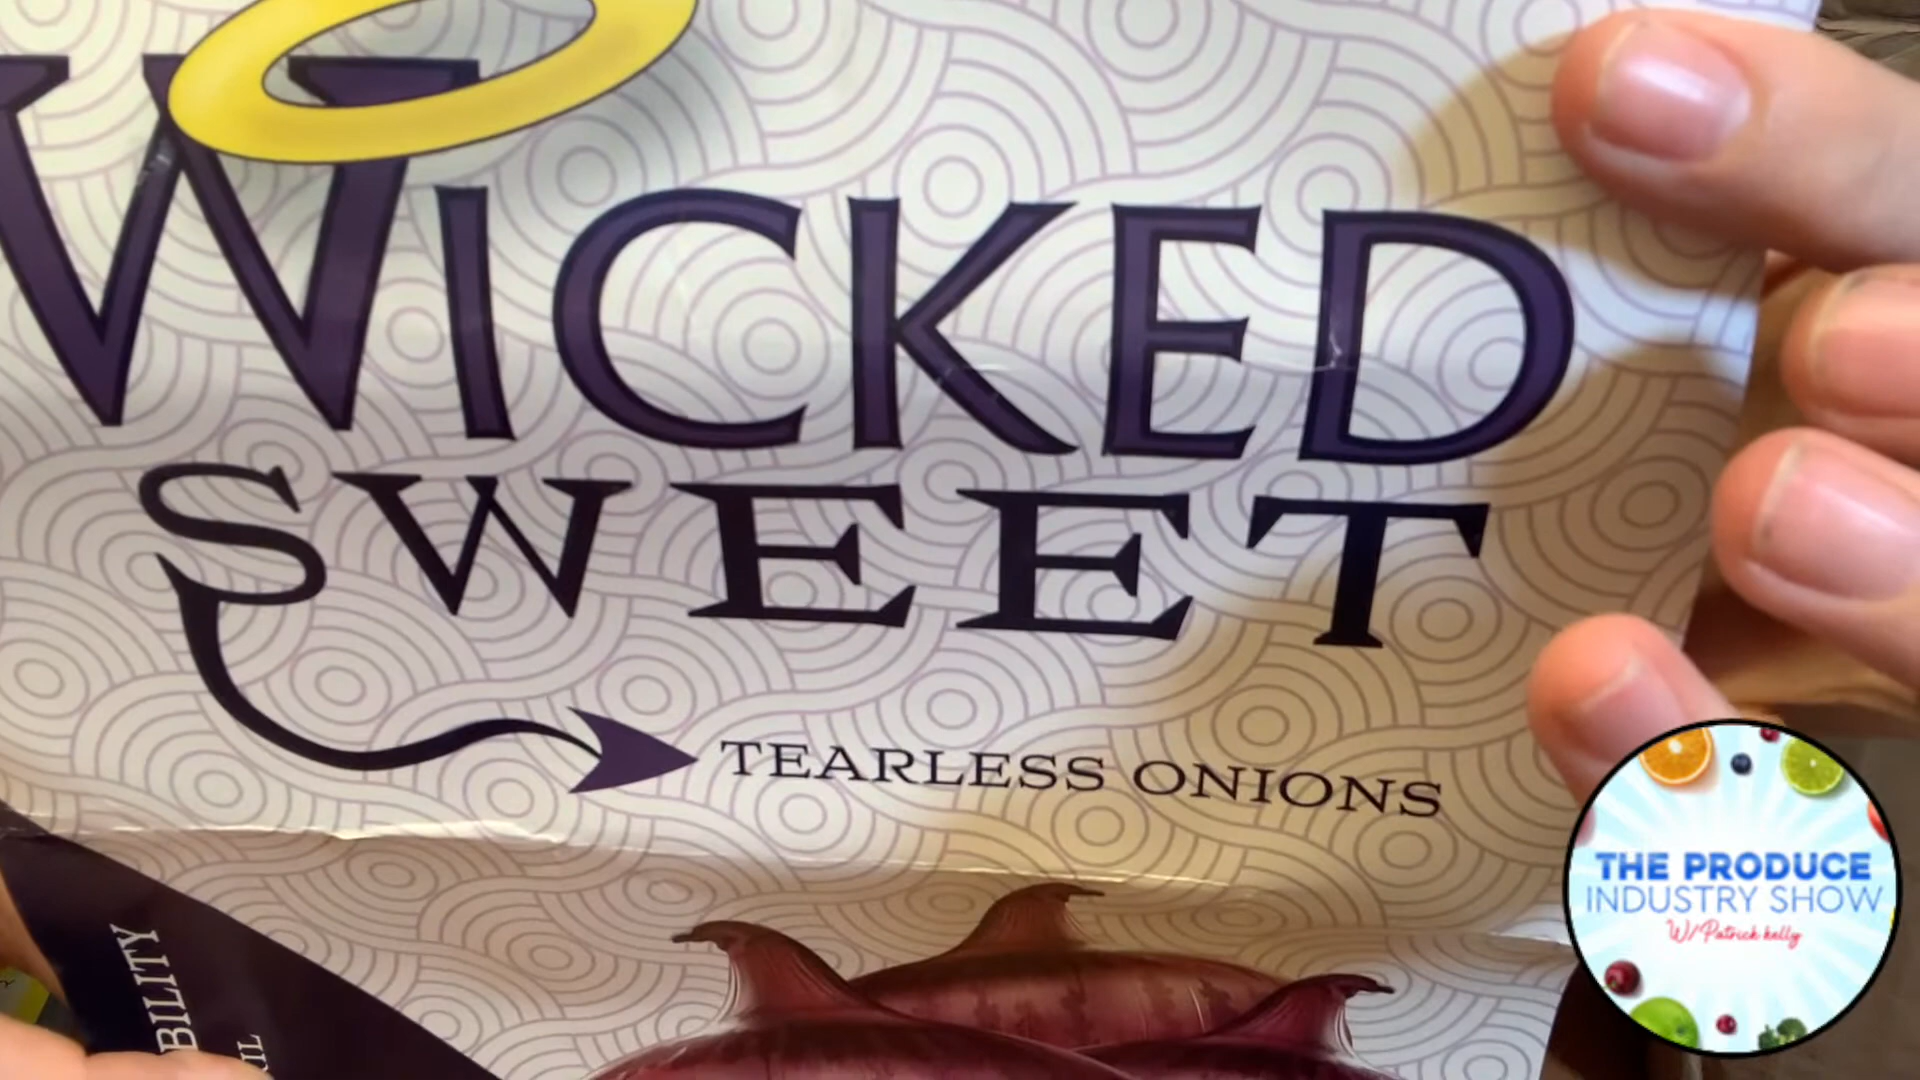 WICKED
SWEET
TEARLESS ONIONS
BILITY
THE PRODUCE
INDUSTRY SHOW
W/Patrick kelly